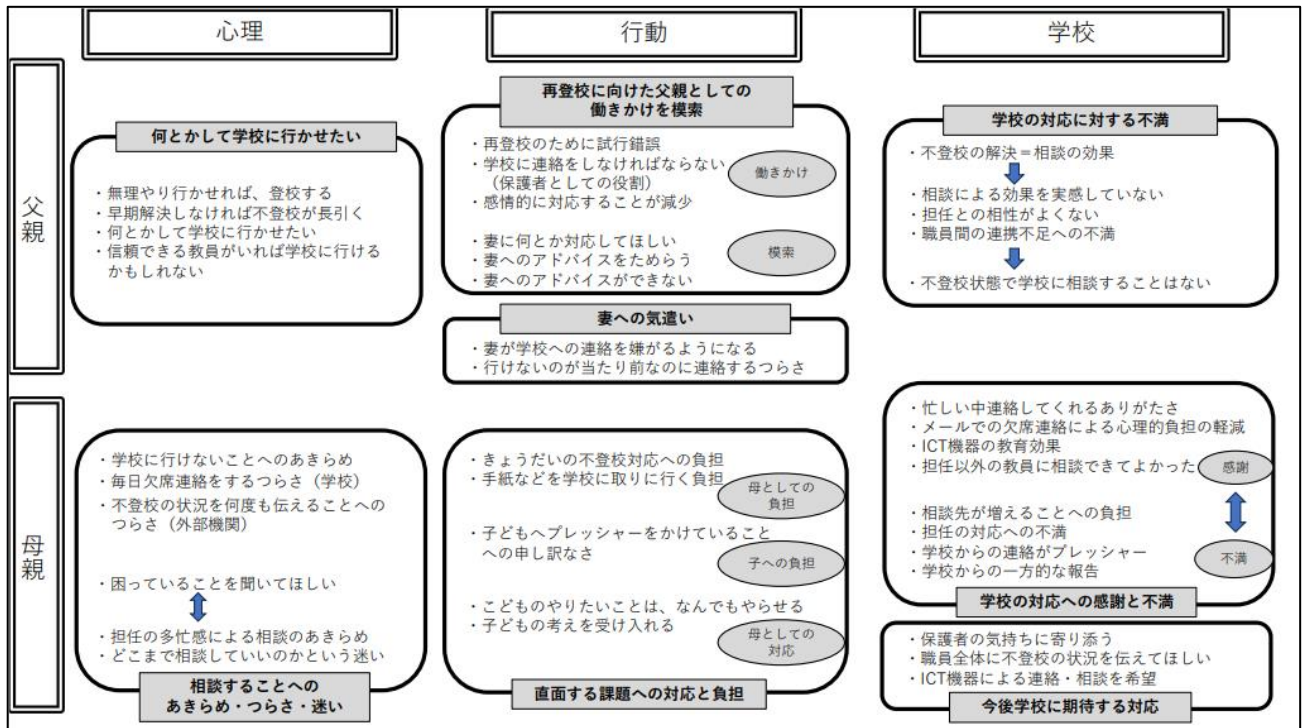 心理
行動
学校
父親
何とかして学校に行かせたい
・無理やり行かせれば、登校する
・早期解決しなければ不登校が長引く
・何とかして学校に行かせたい
・信頼できる教員がいれば学校に行ける
かもしれない
再登校に向けた父親としての
働きかけを模索
・再登校のために試行錯誤
・学校に連絡をしなければならない
（保護者としての役割）
・感情的に対応することが減少
働きかけ
・妻に何とか対応してほしい
・妻へのアドバイスをためらう
・妻へのアドバイスができない
模索
妻への気遣い
・妻が学校への連絡を嫌がるようになる
・行けないのが当たり前なのに連絡するつらさ
学校の対応に対する不満
・不登校の解決＝相談の効果
・相談による効果を実感していない
・担任との相性がよくない
・職員間の連携不足への不満
・不登校状態で学校に相談することはない
母親
・学校に行けないことへのあきらめ
・毎日欠席連絡をするつらさ（学校）
・不登校の状況を何度も伝えることへの
つらさ（外部機関）
・困っていることを聞いてほしい
・担任の多忙感による相談のあきらめ
・どこまで相談していいのかという迷い
相談することへの
あきらめ・つらさ・迷い
・きょうだいの不登校対応への負担
・手紙などを学校に取りに行く負担
母としての
負担
・子どもへプレッシャーをかけていること
への申し訳なさ
子への負担
・こどものやりたいことは、なんでもやらせる
・子どもの考えを受け入れる
母としての
対応
直面する課題への対応と負担
・忙しい中連絡してくれるありがたさ
・メールでの欠席連絡による心理的負担の軽減
・ICT機器の教育効果
・担任以外の教員に相談できてよかった
感謝
・相談先が増えることへの負担
・担任の対応への不満
・学校からの連絡がプレッシャー
・学校からの一方的な報告
不満
学校の対応への感謝と不満
・保護者の気持ちに寄り添う
・職員全体に不登校の状況を伝えてほしい
・ICT機器による連絡・相談を希望
今後学校に期待する対応